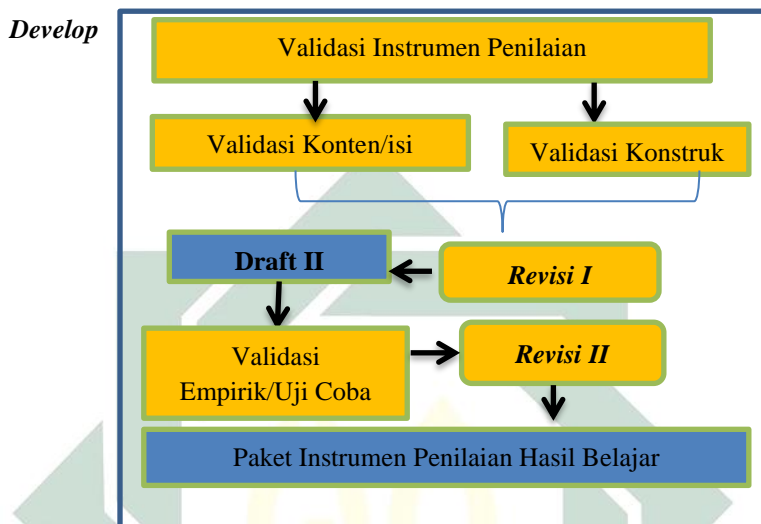 Develop
Validasi Instrumen Penilaian
Validasi Konten/isi
Validasi Konstruk
Draft II
Revisi I
Validasi
Empirik/Uji Coba
Revisi II
Paket Instrumen Penilaian Hasil Belajar